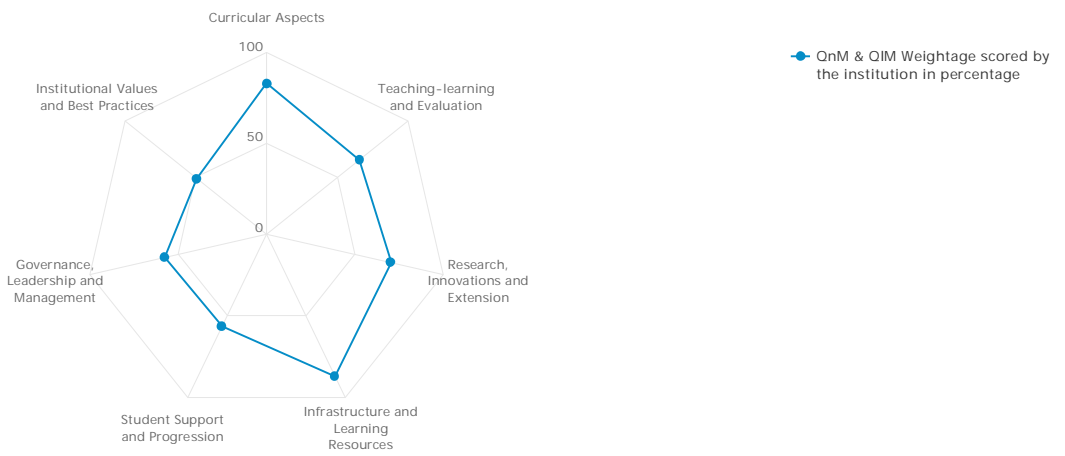 Curricular Aspects
100
QnM & QIM Weightage scored by
the institution in percentage
Institutional Values
and Best Practices
Teaching-learning
and Evaluation
50
0
Governance,
Leadership and
Management
Research,
Innovations and
Extension
Student Support
and Progression
Infrastructure and
Learning
Resources